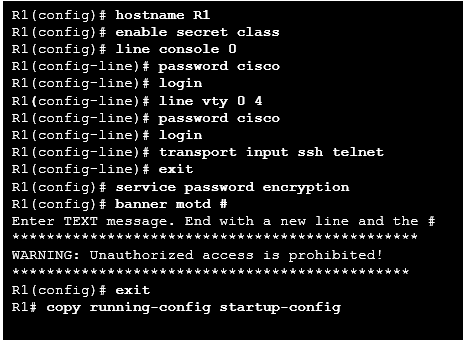 R1(config)# hostname R1
R1(config)# enable secret class
R1(config)# line console 0
R1(config-line)# password cisco
R1(config-line)# login
R1(config-line)# line vty 0 4
R1(config-line)# password cisco
R1(config-line)# login
R1(config-line)# transport input ssh telnet
R1(config-line)# exit
R1(config)# service password encryption
R1(config)# banner motd #
Enter TEXT message. End with a new line and the #
***********************************************
WARNING: Unauthorized access is prohibited!
**********************************************
R1(config)# exit
R1# copy running-config startup-config